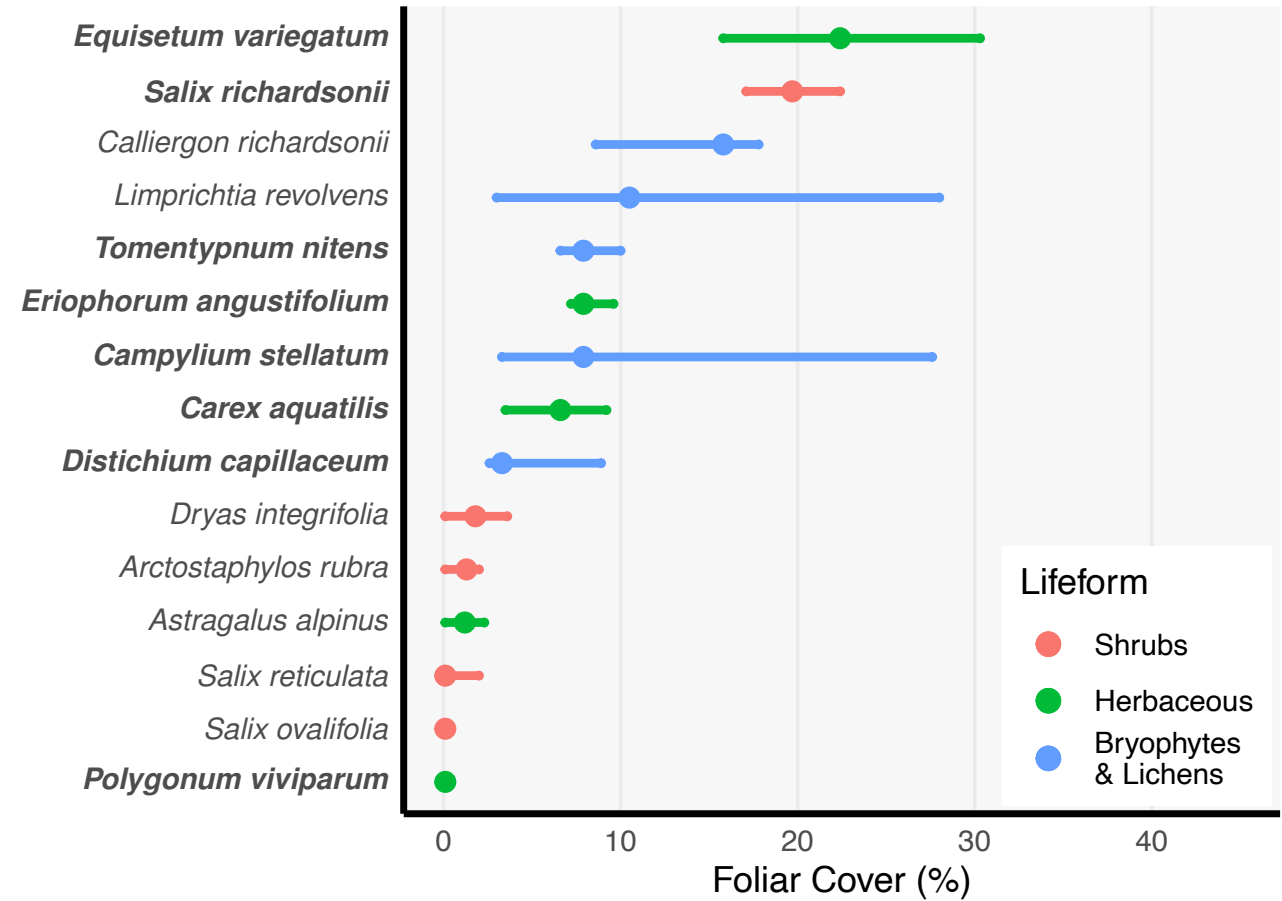 Equisetum variegatum
Salix richardsonii
Calliergon richardsonii
Limprichtia revolvens
Tomentypnum nitens
Eriophorum angustifolium
Campylium stellatum
Carex aquatilis
Distichium capillaceum
Dryas integrifolia
Arctostaphylos rubra
Astragalus alpinus
Salix reticulata
Salix ovalifolia
Polygonum viviparum
Lifeform
Shrubs
Herbaceous
Bryophytes
& Lichens
0 10 20 30 40
Foliar Cover (%)